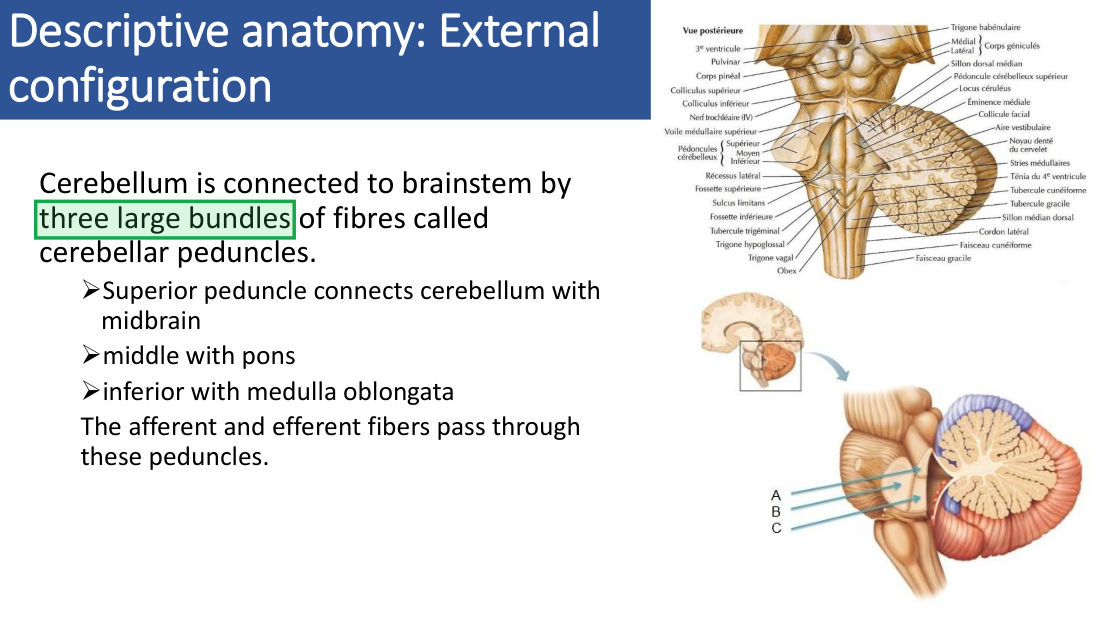 Descriptive anatomy: External
configuration
Cerebellum is connected to brainstem by
three large bundles of fibres called
cerebellar peduncles.
➢Superior peduncle connects cerebellum with
midbrain
➢middle with pons
➢inferior with medulla oblongata
The afferent and efferent fibers pass through
these peduncles.
Vue postérieure
3e ventricule
Pulvinar
Corps pinéal
Colliculus supérieur
Colliculus inférieur
Nerf trochléaire (IV)
Voile médullaire supérieur
Pédoncules
cérébelleux
Supérieur
Moyen
Inférieur
Récessus latéral
Fossette supérieure
Sulcus limitans
Fossette inférieure
Tubercule trigéminal
Trigone hypoglossal
Trigone vagal
Obex
Trigone habénulaire
Médial
Latéral
Corps géniculés
Sillon dorsal médian
Pédoncule cérébelleux supérieur
Locus céruléus
Éminence médiale
Collicule facial
Aire vestibulaire
Noyau denté
du cervelet
Stries médullaires
Ténia du 4e ventricule
Tubercule cunéiforme
Tubercule gracile
Sillon médian dorsal
Cordon latéral
Faisceau cunéiforme
Faisceau gracile
A
B
C